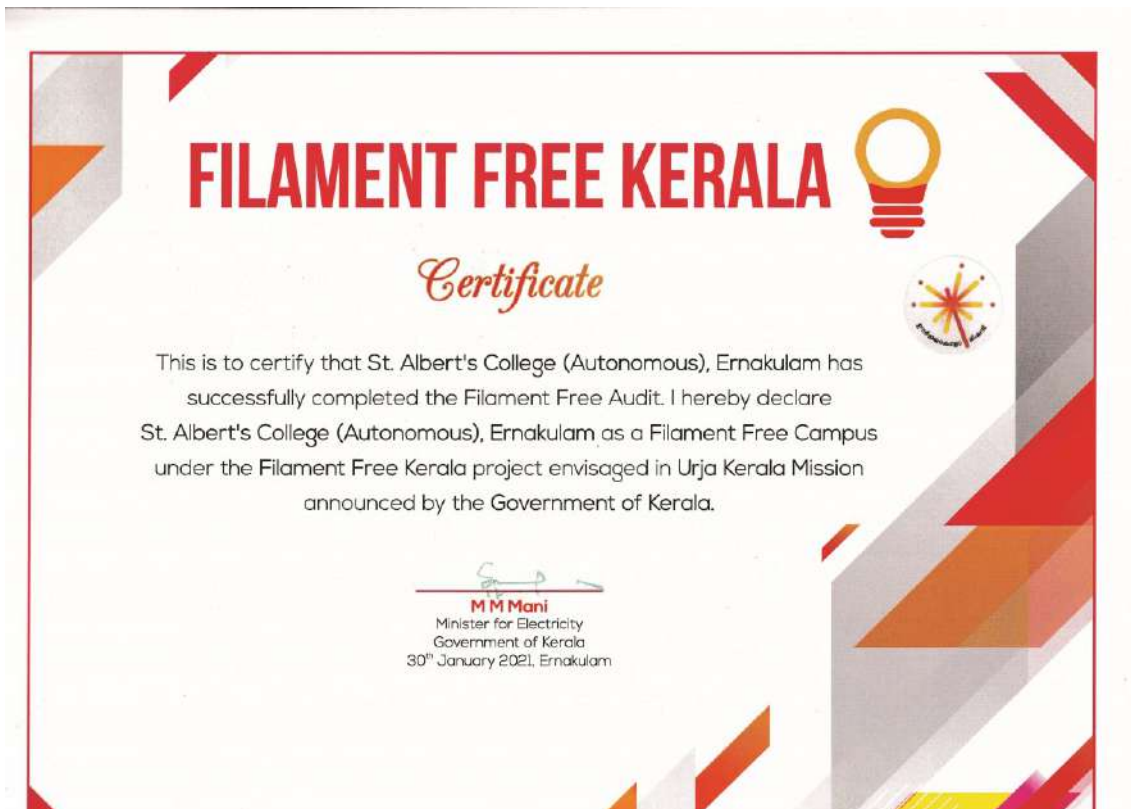 FILAMENT FREE KERALA
Certificate
This is to certify that St. Albert's College (Autonomous), Ernakulam has
successfully completed the Filament Free Audit. I hereby declare
St. Albert's College (Autonomous), Ernakulam as a Filament Free Campus
under the Filament Free Kerala project envisaged in Urja Kerala Mission
announced by the Government of Kerala.
M M Mani
Minister for Electricity
Government of Kerala
30th January 2021, Ernakulam